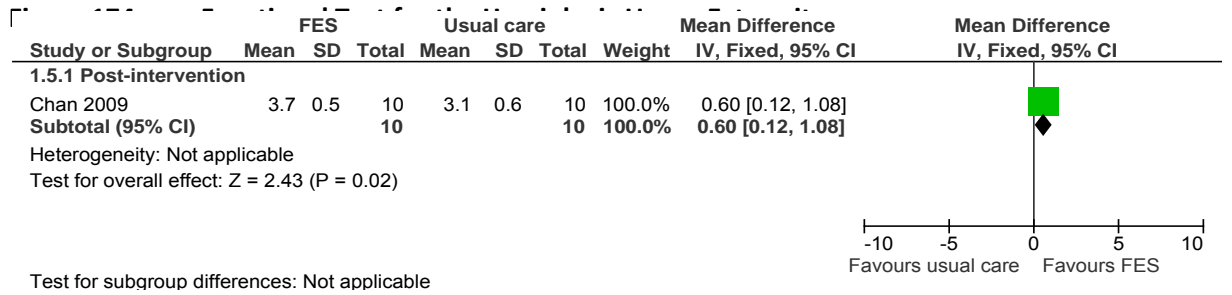 FES Usual care Mean Difference Mean Difference
Study or Subgroup Mean SD Total Mean SD Total Weight IV, Fixed, 95% CI IV, Fixed, 95% CI
1.5.1 Post-intervention
Chan 2009 3.7 0.5 10 3.1 0.6 10 100.0% 0.60 [0.12, 1.08]
Subtotal (95% CI) 10 10 100.0% 0.60 [0.12, 1.08]
Heterogeneity: Not applicable
Test for overall effect: Z = 2.43 (P = 0.02)
-10 -5 0 5 10
Favours usual care Favours FES
Test for subgroup differences: Not applicable